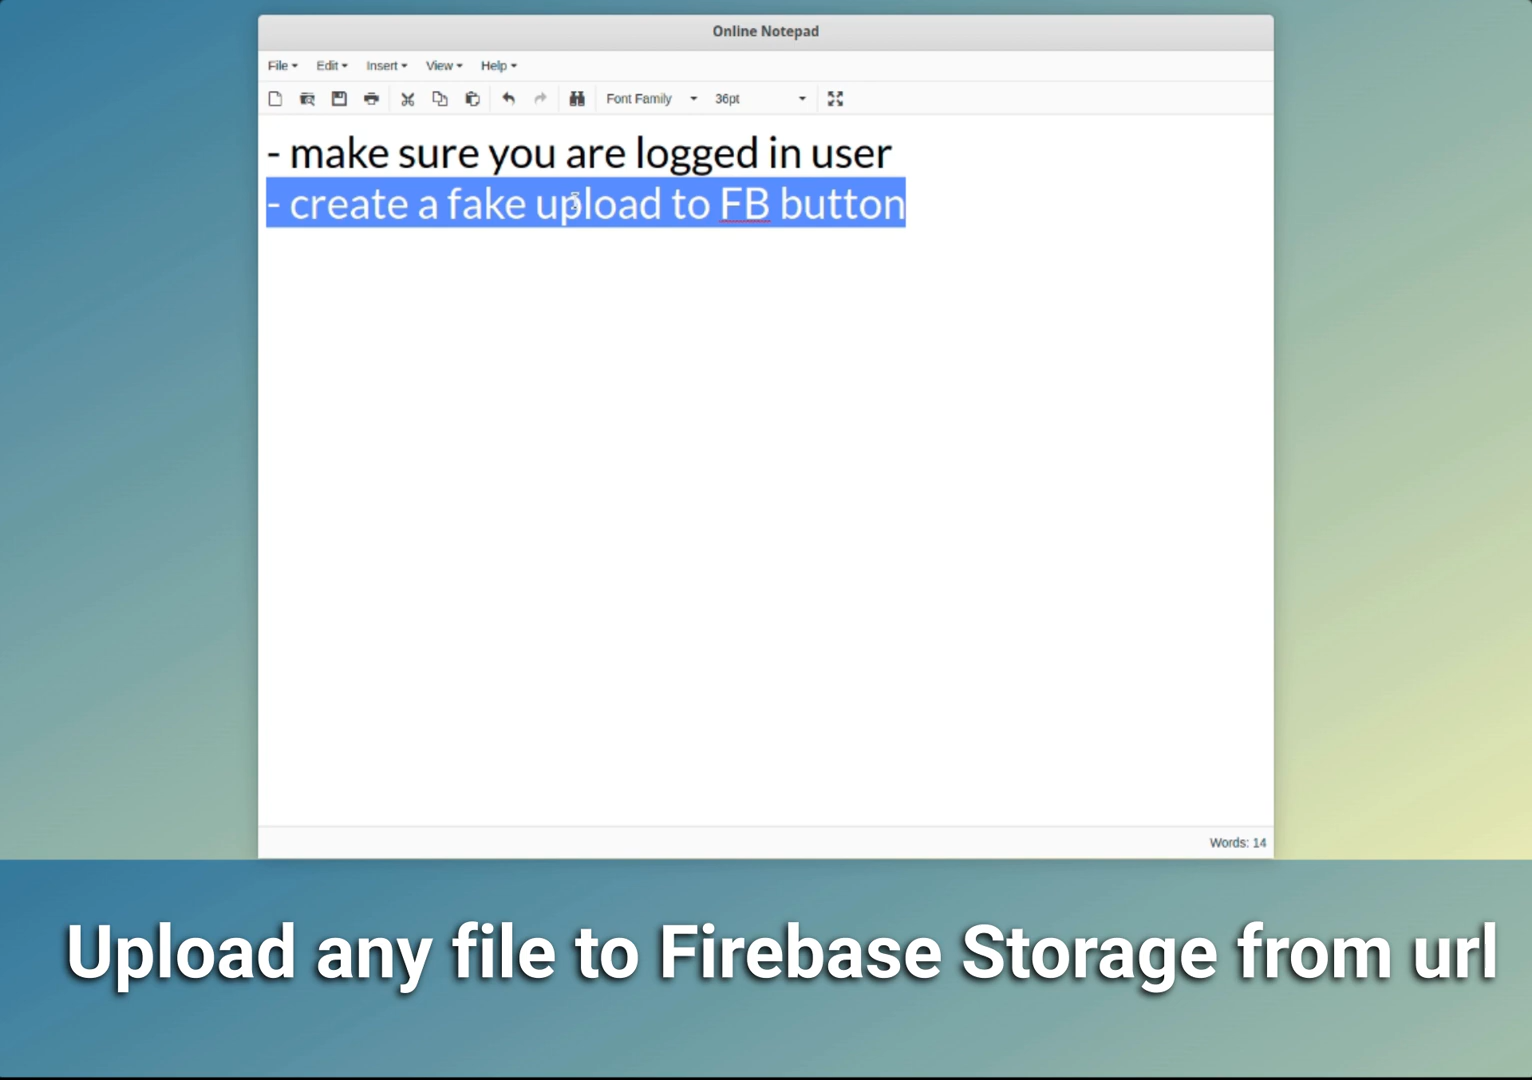 Online Notepad
File Edit Insert View Help
Font Family 36pt
- make sure you are logged in user
- create a fake upload to FB button
Words: 14
Upload any file to Firebase Storage from url